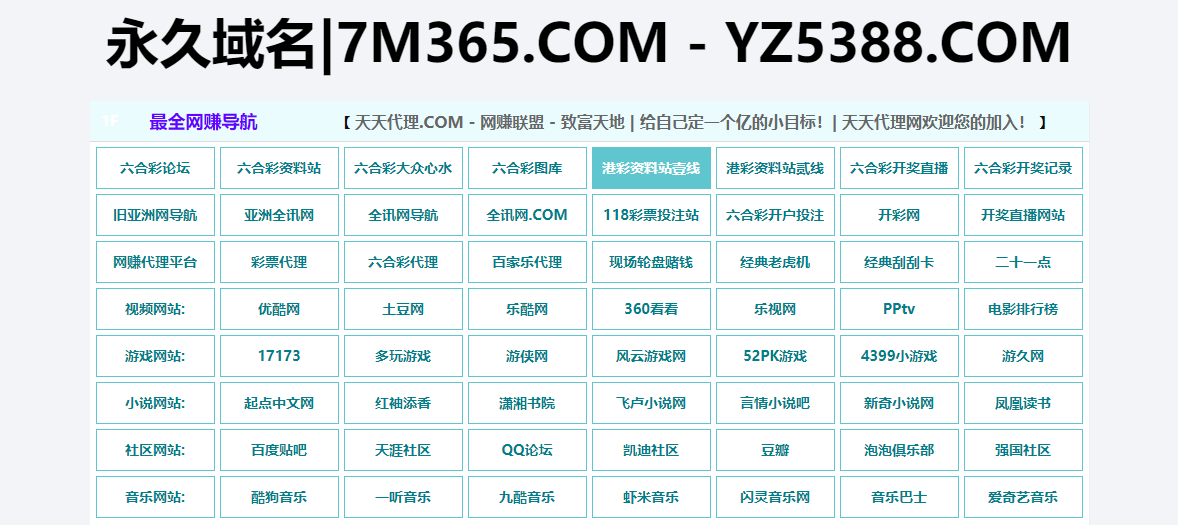 永久域名|7M365.COM - YZ5388.COM
1F 最全网赚导航 【 天天代理.COM - 网赚联盟 - 致富天地 | 给自己定一个亿的小目标！| 天天代理网欢迎您的加入！ 】
六合彩论坛 六合彩资料站 六合彩大众心水 六合彩图库 港彩资料站壹线 港彩资料站贰线 六合彩开奖直播 六合彩开奖记录
旧亚洲网导航 亚洲全讯网 全讯网导航 全讯网.COM 118彩票投注站 六合彩开户投注 开彩网 开奖直播网站
网赚代理平台 彩票代理 六合彩代理 百家乐代理 现场轮盘赌钱 经典老虎机 经典刮刮卡 二十一点
视频网站: 优酷网 土豆网 乐酷网 360看看 乐视网 PPtv 电影排行榜
游戏网站: 17173 多玩游戏 游侠网 风云游戏网 52PK游戏 4399小游戏 游久网
小说网站: 起点中文网 红袖添香 潇湘书院 飞卢小说网 言情小说吧 新奇小说网 凤凰读书
社区网站: 百度贴吧 天涯社区 QQ论坛 凯迪社区 豆瓣 泡泡俱乐部 强国社区
音乐网站: 酷狗音乐 一听音乐 九酷音乐 虾米音乐 闪灵音乐网 音乐巴士 爱奇艺音乐